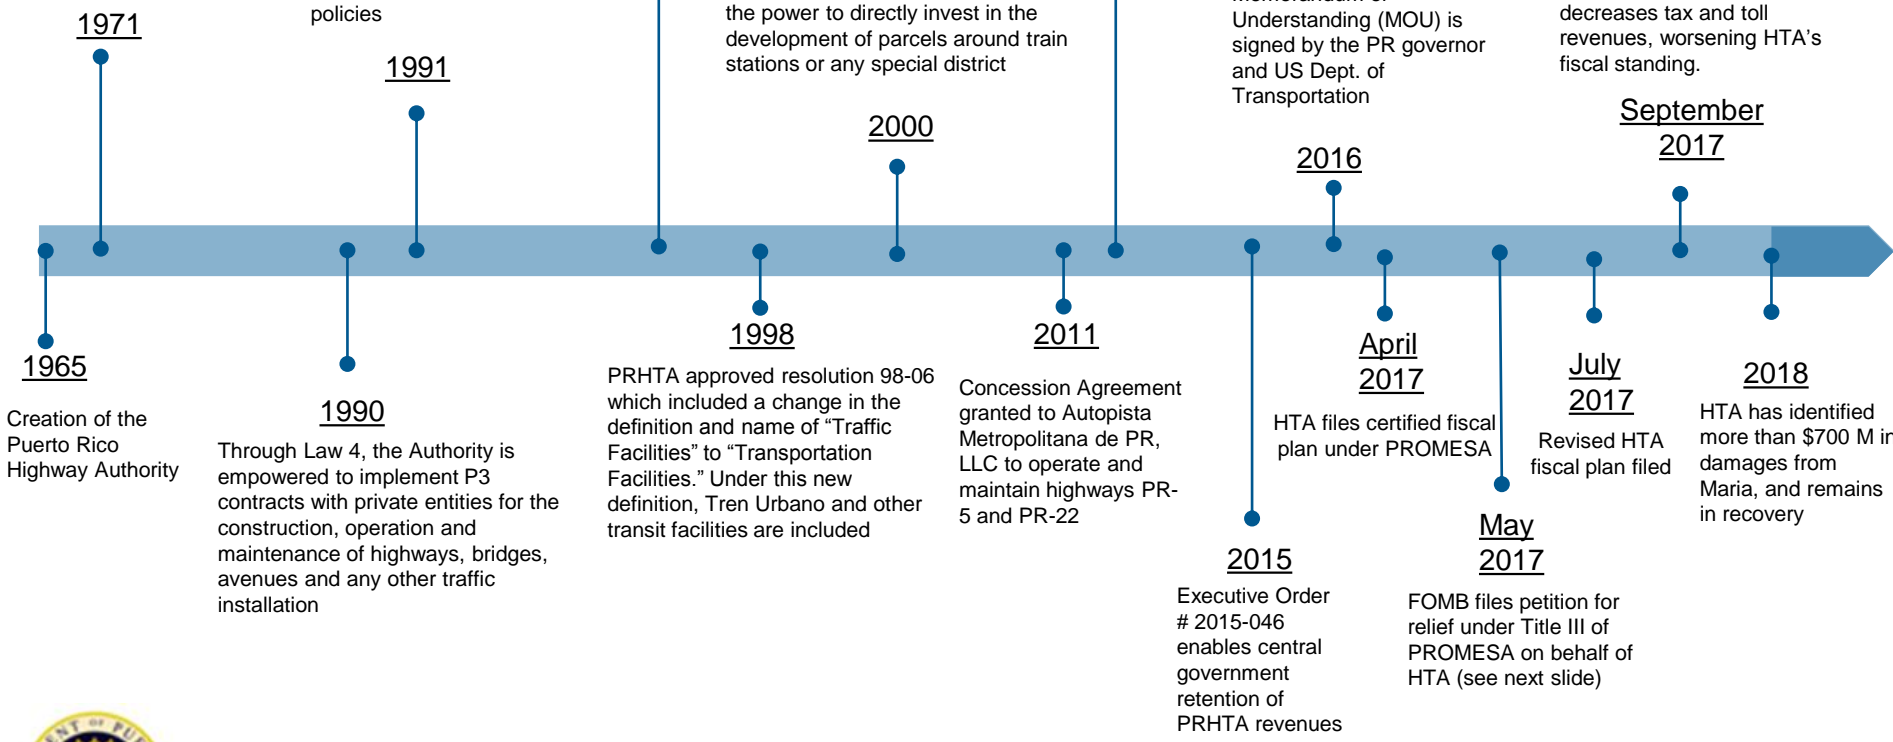 1971
policies
1991
the power to directly invest in the
development of parcels around train
stations or any special district
2000
Understanding (MOU) is
signed by the PR governor
and US Dept. of
Transportation
2016
decreases tax and toll
revenues, worsening HTA’s
fiscal standing.
September
2017
1965
Creation of the
Puerto Rico
Highway Authority
1990
Through Law 4, the Authority is
empowered to implement P3
contracts with private entities for the
construction, operation and
maintenance of highways, bridges,
avenues and any other traffic
installation
1998
PRHTA approved resolution 98-06
which included a change in the
definition and name of “Traffic
Facilities” to “Transportation
Facilities.” Under this new
definition, Tren Urbano and other
transit facilities are included
2011
Concession Agreement
granted to Autopista
Metropolitana de PR,
LLC to operate and
maintain highways PR-
5 and PR-22
2015
Executive Order
# 2015-046
enables central
government
retention of
PRHTA revenues
April
2017
HTA files certified fiscal
plan under PROMESA
May
2017
FOMB files petition for
relief under Title III of
PROMESA on behalf of
HTA (see next slide)
July
2017
Revised HTA
fiscal plan filed
2018
HTA has identified
more than $700 M in
damages from
Maria, and remains
in recovery